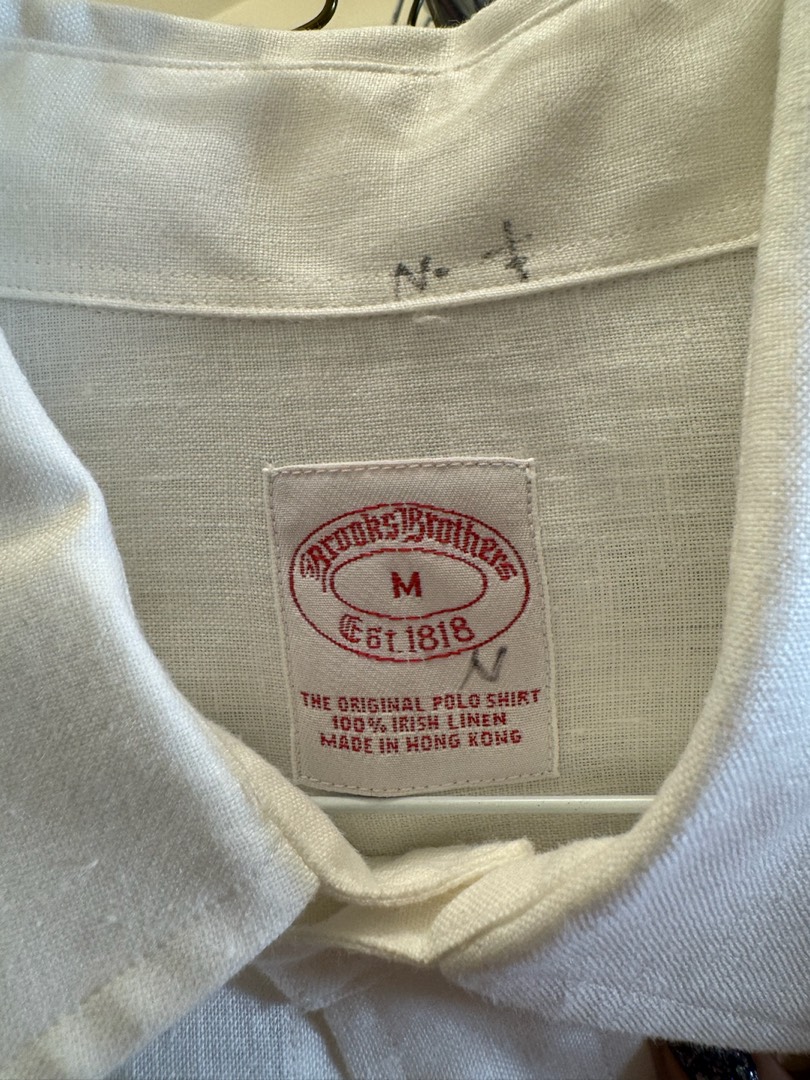 N.
Brooks Brothers
M
Est. 1818
N
THE ORIGINAL POLO SHIRT
100% IRISH LINEN
MADE IN HONG KONG